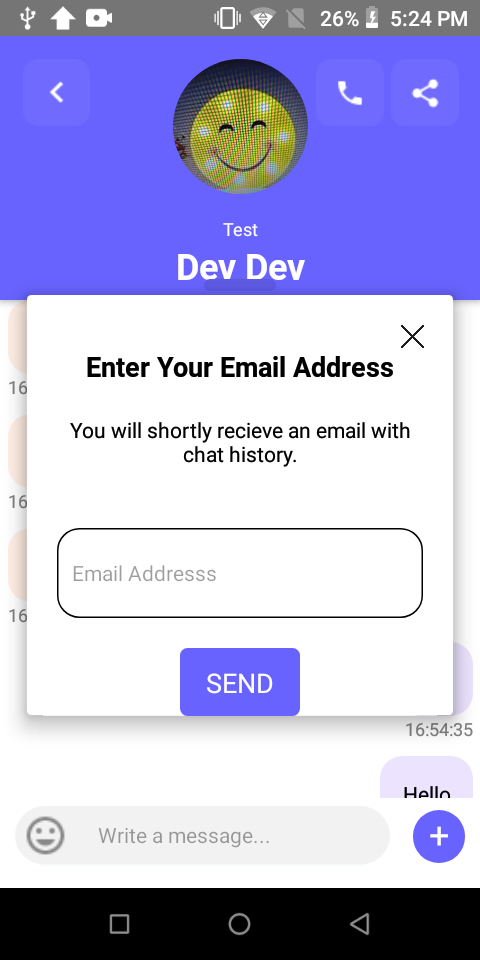 26% 5:24 PM
Test
Dev Dev
Enter Your Email Address
You will shortly recieve an email with
chat history.
16
16
Email Addresss
16
SEND
16:54:35
Hello
Write a message...